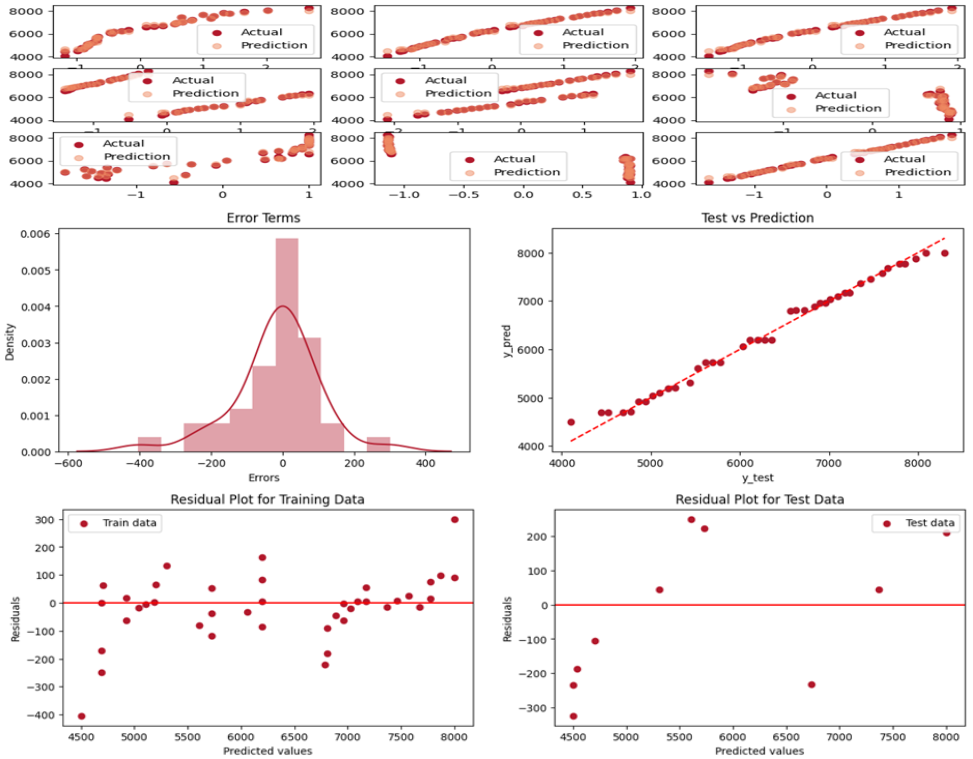 8000
6000
4000
Actual
Prediction
−1 0 1 2
8000
6000
4000
Actual
Prediction
−2 −1 0 1 2
8000
6000
4000
Actual
Prediction
−1 0 1 2
8000
6000
4000
Actual
Prediction
−1 0 1 2
8000
6000
4000
Actual
Prediction
−2 −1 0 1
8000
6000
4000
Actual
Prediction
−1 0 1
8000
6000
4000
Actual
Prediction
−1 0 1
8000
6000
4000
Actual
Prediction
−1.0 −0.5 0.0 0.5 1.0
8000
6000
4000
Actual
Prediction
−1 0 1
Error Terms
0.006
0.005
0.004
0.003
0.002
0.001
0.000
Density
−600 −400 −200 0 200 400
Errors
Test vs Prediction
8000
7000
6000
5000
4000
y_pred
4000 5000 6000 7000 8000
y_test
Residual Plot for Training Data
Train data
300
200
100
0
−100
−200
−300
−400
Residuals
4500 5000 5500 6000 6500 7000 7500 8000
Predicted values
Residual Plot for Test Data
Test data
200
100
0
−100
−200
−300
Residuals
4500 5000 5500 6000 6500 7000 7500 8000
Predicted values